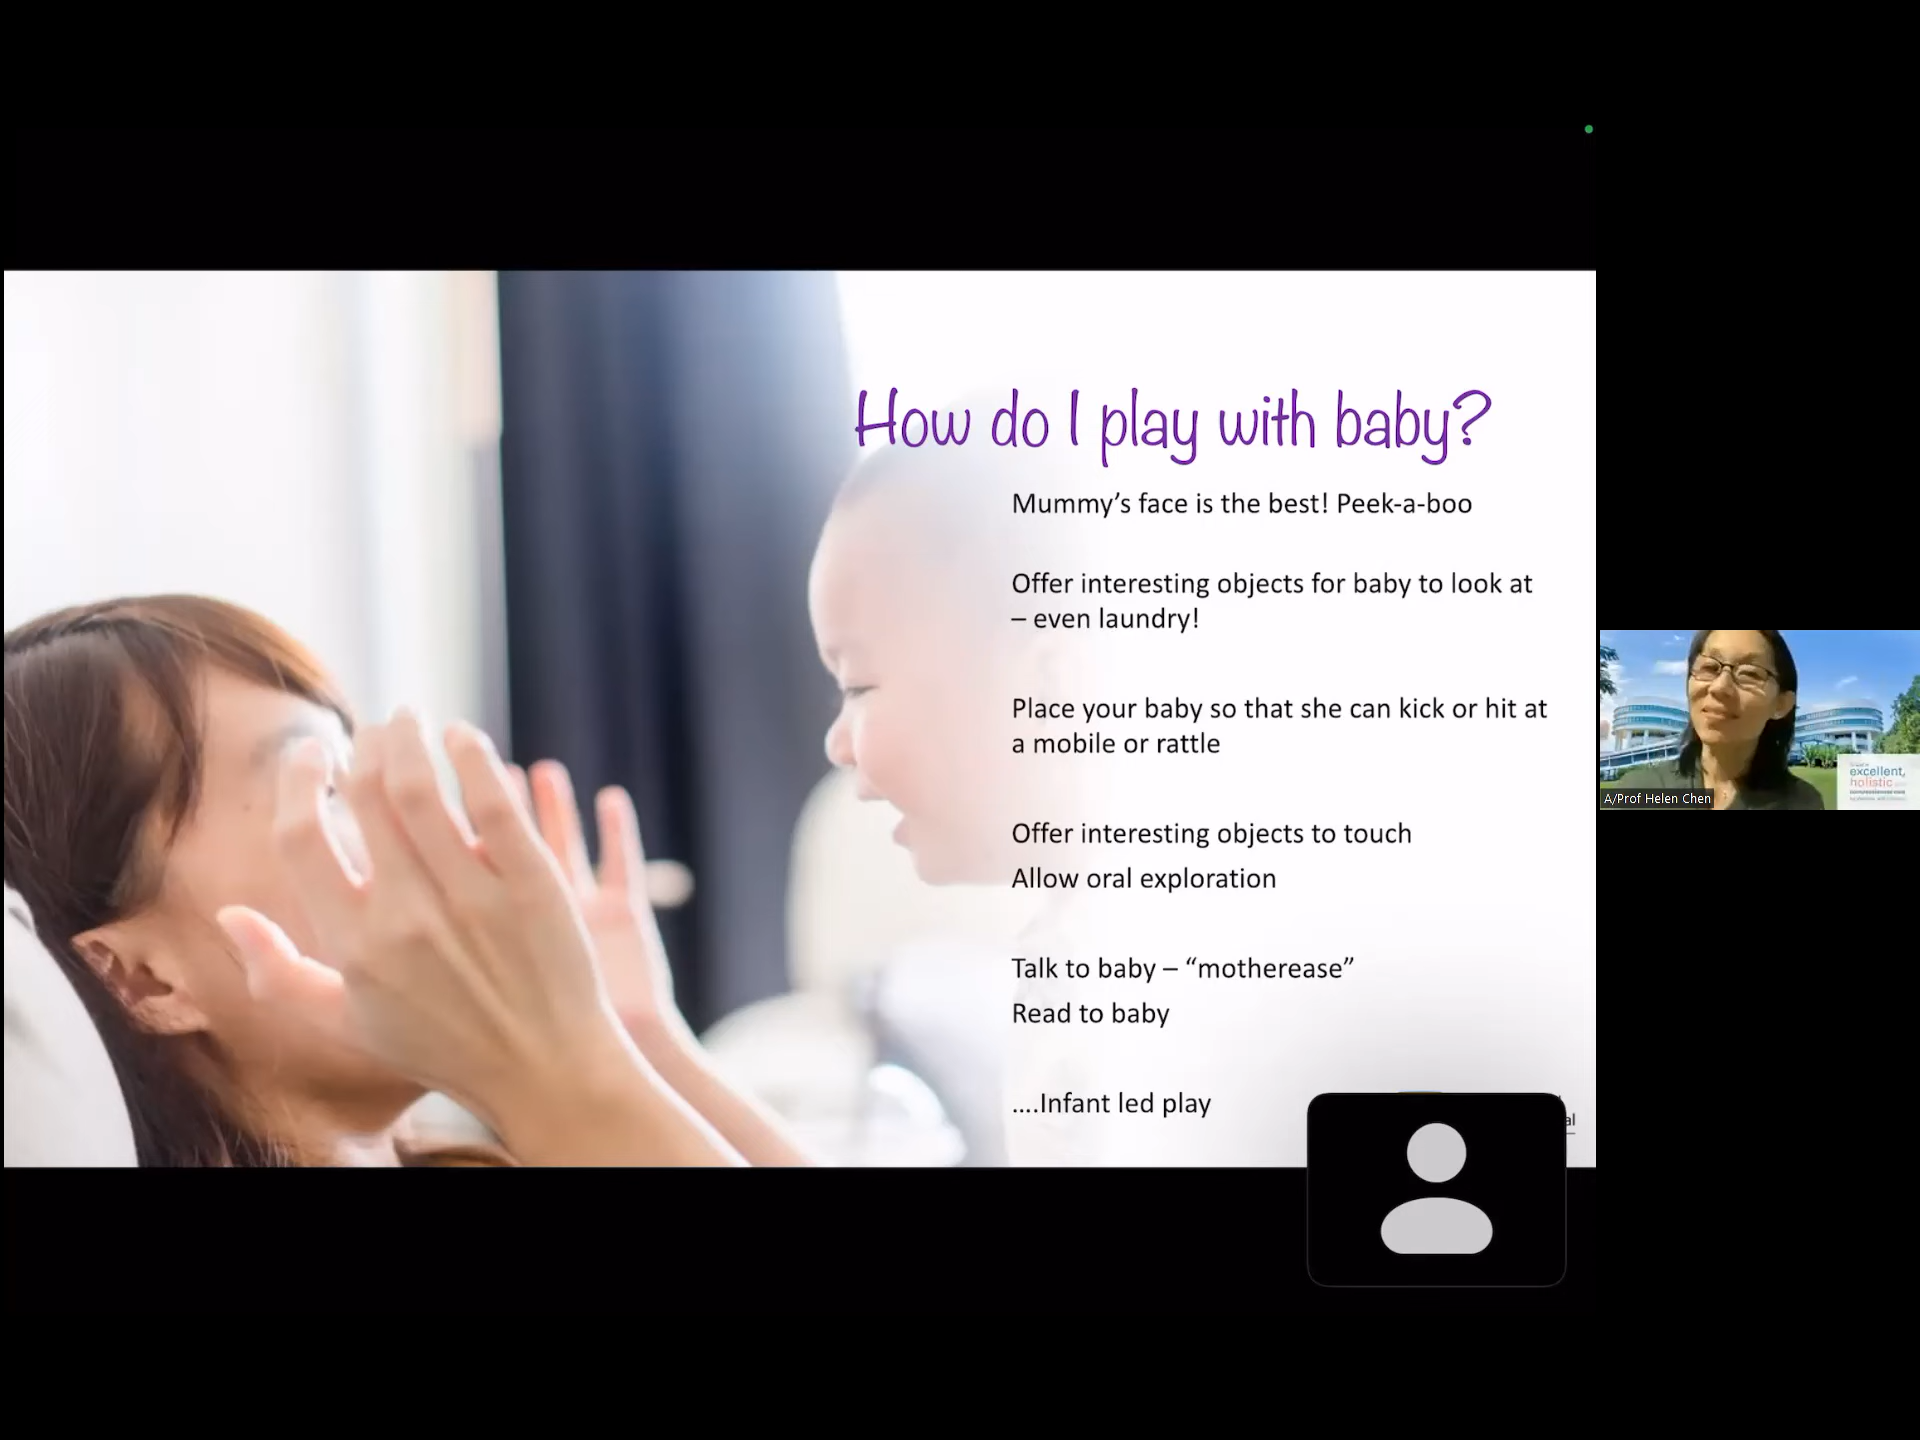 How do I play with baby?
Mummy’s face is the best! Peek-a-boo
Offer interesting objects for baby to look at
– even laundry!
Place your baby so that she can kick or hit at
a mobile or rattle
Offer interesting objects to touch
Allow oral exploration
Talk to baby – “motherease”
Read to baby
....Infant led play
al
excellent,
holistic
A/Prof Helen Chen